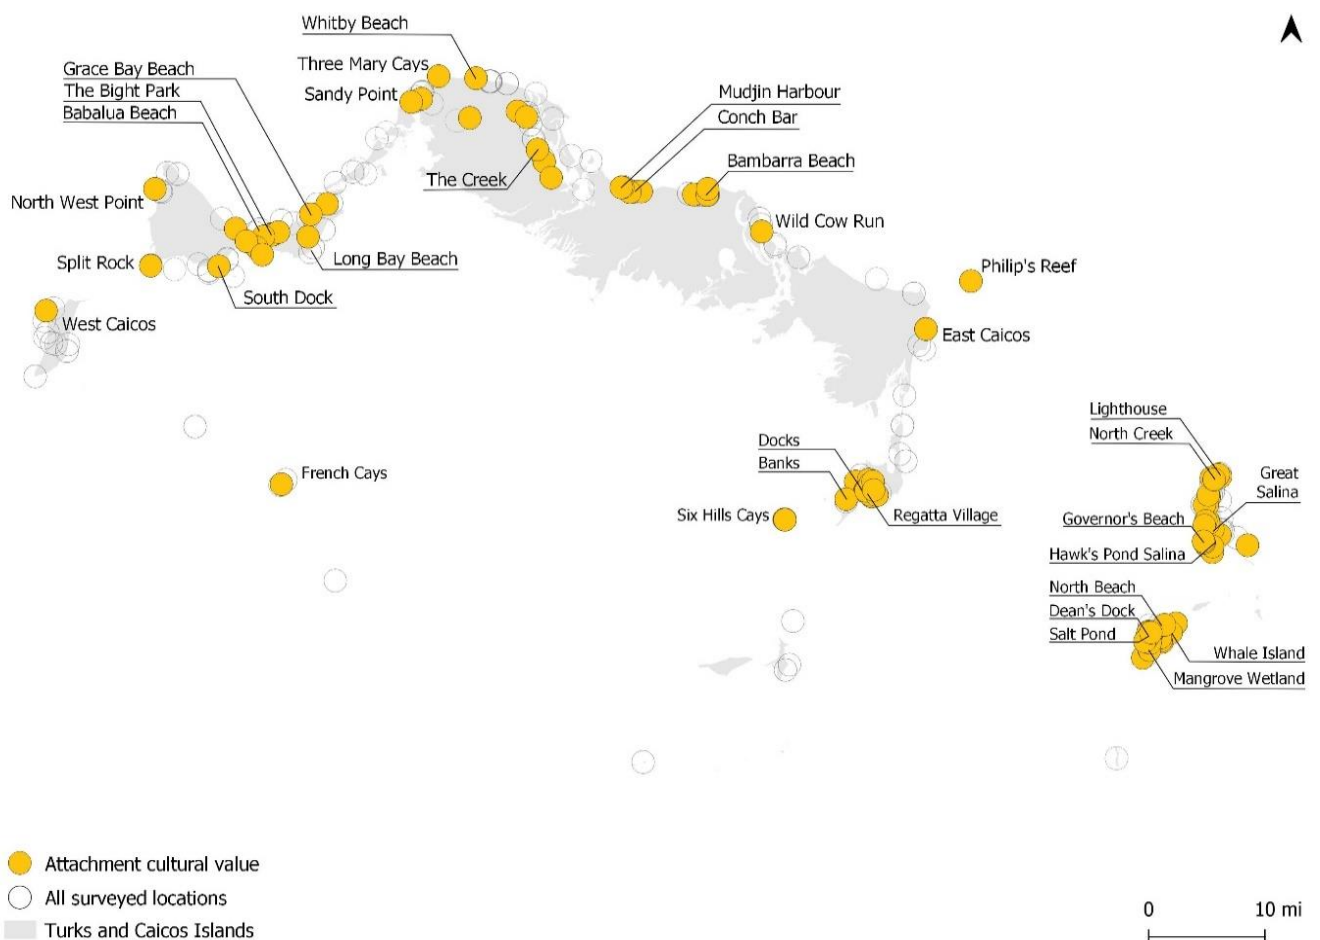 Whitby Beach
Three Mary Cays
Grace Bay Beach
The Bight Park
Babalua Beach
Sandy Point
Mudjin Harbour
Conch Bar
Bambarra Beach
The Creek
North West Point
Wild Cow Run
Split Rock
Long Bay Beach
Philip's Reef
South Dock
West Caicos
East Caicos
Lighthouse
North Creek
Docks
Banks
French Cays
Great
Salina
Six Hills Cays
Regatta Village
Governor's Beach
Hawk's Pond Salina
North Beach
Dean's Dock
Salt Pond
Whale Island
Mangrove Wetland
Attachment cultural value
All surveyed locations
Turks and Caicos Islands
0 10 mi